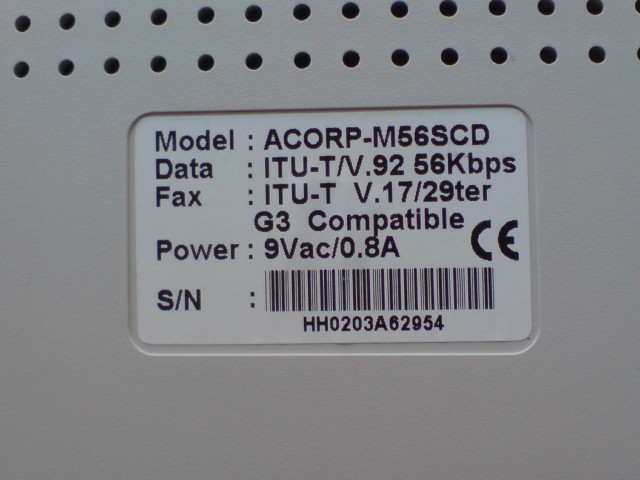 Model : ACORP-M56SCD
Data : ITU-T/V.92 56Kbps
Fax : ITU-T V.17/29ter
G3 Compatible
Power : 9Vac/0.8A
CE
S/N :
HH0203A62954